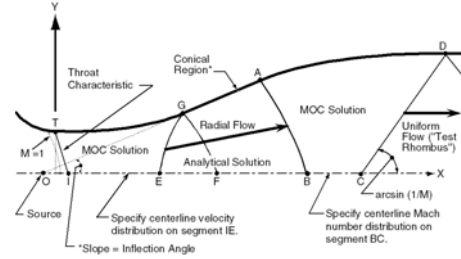 Y
D
Throat
Characteristic
Conical
Region*
A
T
G
MOC Solution
M =1
MOC Solution
Radial Flow
Uniform
Flow ("Test
Rhombus")
Analytical Solution
X
O
I
E
F
B
C
Source
Specify centerline velocity
distribution on segment IE.
Specify centerline Mach
number distribution on
segment BC.
arcsin (1/M)
*Slope = Inflection Angle